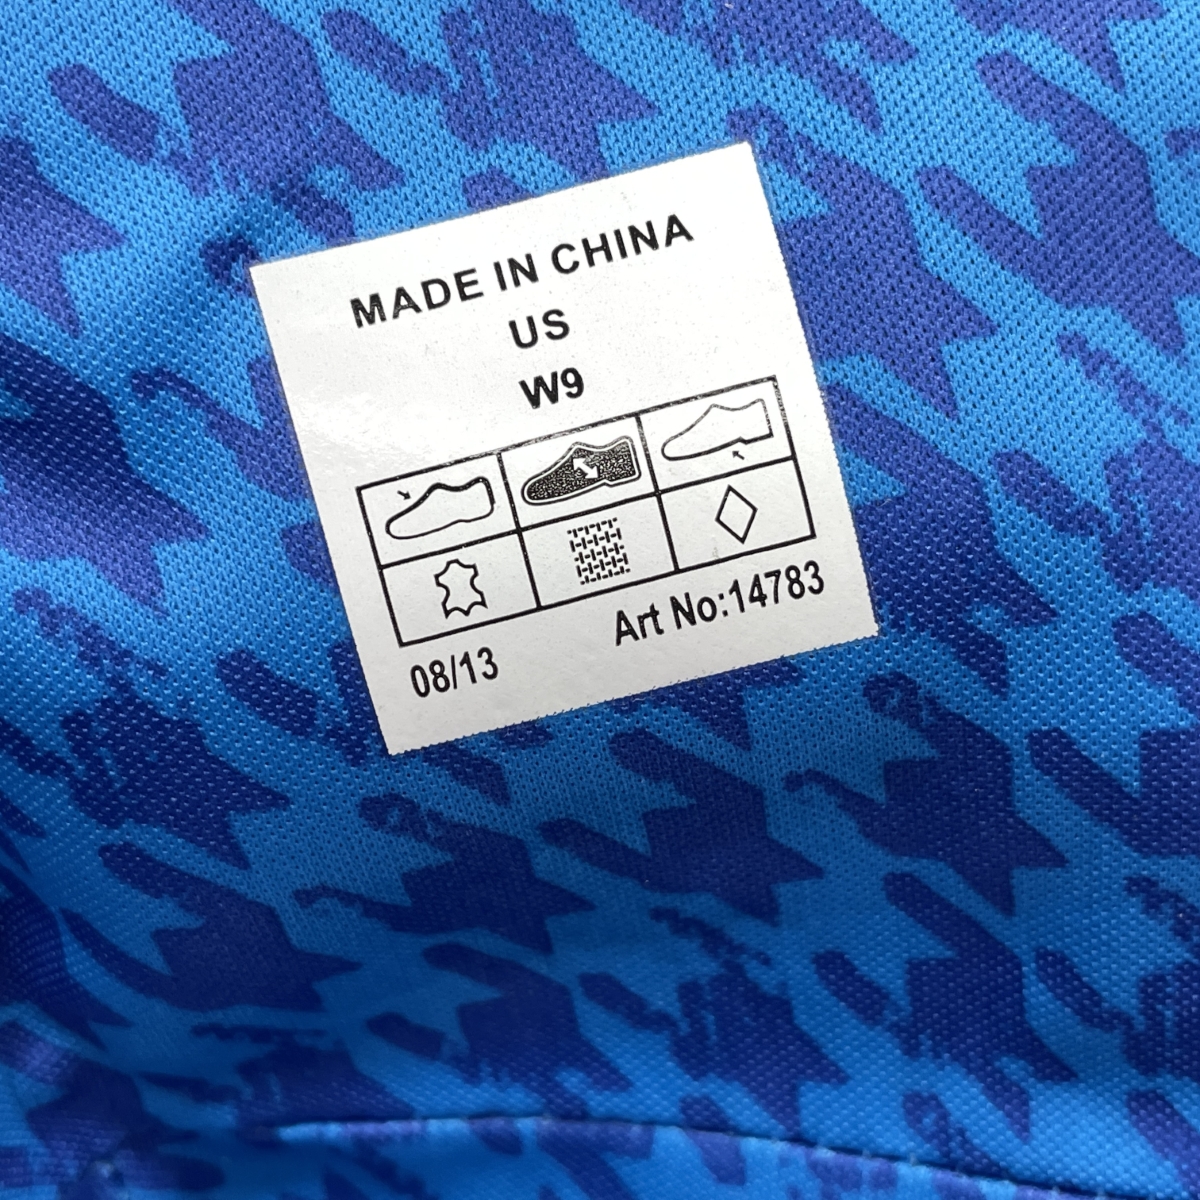 MADE IN CHINA
US
W9
Art No:14783
08/13